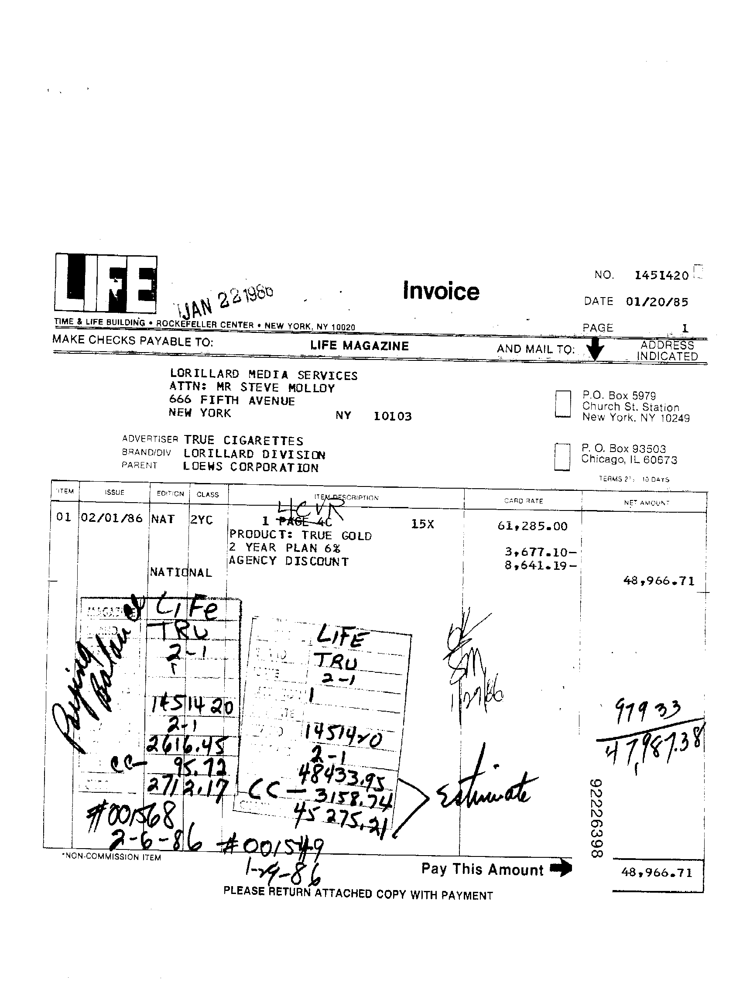 LIFE
JAN 22 1986
Invoice
NO. 1451420
DATE 01/20/85
TIME & LIFE BUILDING • ROCKEFELLER CENTER • NEW YORK, NY 10020
PAGE 1
MAKE CHECKS PAYABLE TO: LIFE MAGAZINE AND MAIL TO: ADDRESS INDICATED
LORILLARD MEDIA SERVICES
ATTN: MR STEVE MOLLOY
666 FIFTH AVENUE
NEW YORK NY 10103
P.O. Box 5979
Church St. Station
New York, NY 10249
ADVERTISER TRUE CIGARETTES
BRAND/DIV LORILLARD DIVISION
PARENT LOEWS CORPORATION
P. O. Box 93503
Chicago, IL 60673
TERMS 2% 10 DAYS
ITEM ISSUE EDITION CLASS ITEM DESCRIPTION CARD RATE NET AMOUNT
4CVR
01 02/01/86 NAT 2YC 1 PAGE 4C 15X 61,285.00
PRODUCT: TRUE GOLD
2 YEAR PLAN 6% 3,677.10-
AGENCY DISCOUNT 8,641.19-
NATIONAL 48,966.71
Paying Balance
MAGAZINE LIFe
TRU
2-1
1
1451420
2-1
2616.45
CC- 95.72
2712.17
#001568
2-6-86
LIFE
TRU
2-1
1
1451420
2-1
48433.95
CC- 3158.74
45275.21
Estimate
#001549
1-29-86
OK
SM
1/27/86
979 33
47987.38
92226398
*NON-COMMISSION ITEM
Pay This Amount 48,966.71
PLEASE RETURN ATTACHED COPY WITH PAYMENT